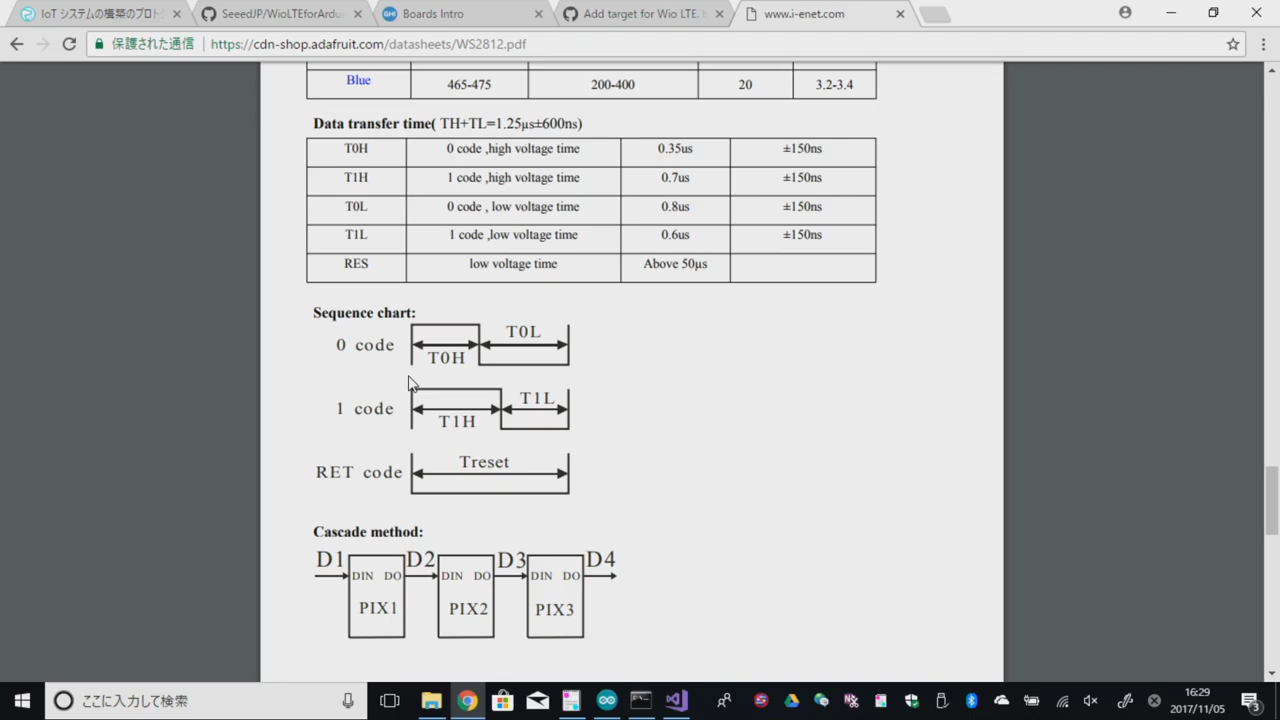 IoT システムの構築のプロト
SeeedJP/WioLTEforArdu
Boards Intro
Add target for Wio LTE. b
www.i-enet.com
保護された通信
https://cdn-shop.adafruit.com/datasheets/WS2812.pdf
Blue 465-475 200-400 20 3.2-3.4
Data transfer time( TH+TL=1.25μs±600ns)
T0H 0 code ,high voltage time 0.35us ±150ns
T1H 1 code ,high voltage time 0.7us ±150ns
T0L 0 code , low voltage time 0.8us ±150ns
T1L 1 code ,low voltage time 0.6us ±150ns
RES low voltage time Above 50μs
Sequence chart:
T0L
0 code
T0H
T1L
1 code
T1H
Treset
RET code
Cascade method:
D1 D2 D3 D4
DIN DO DIN DO DIN DO
PIX1 PIX2 PIX3
ここに入力して検索
16:29
2017/11/05